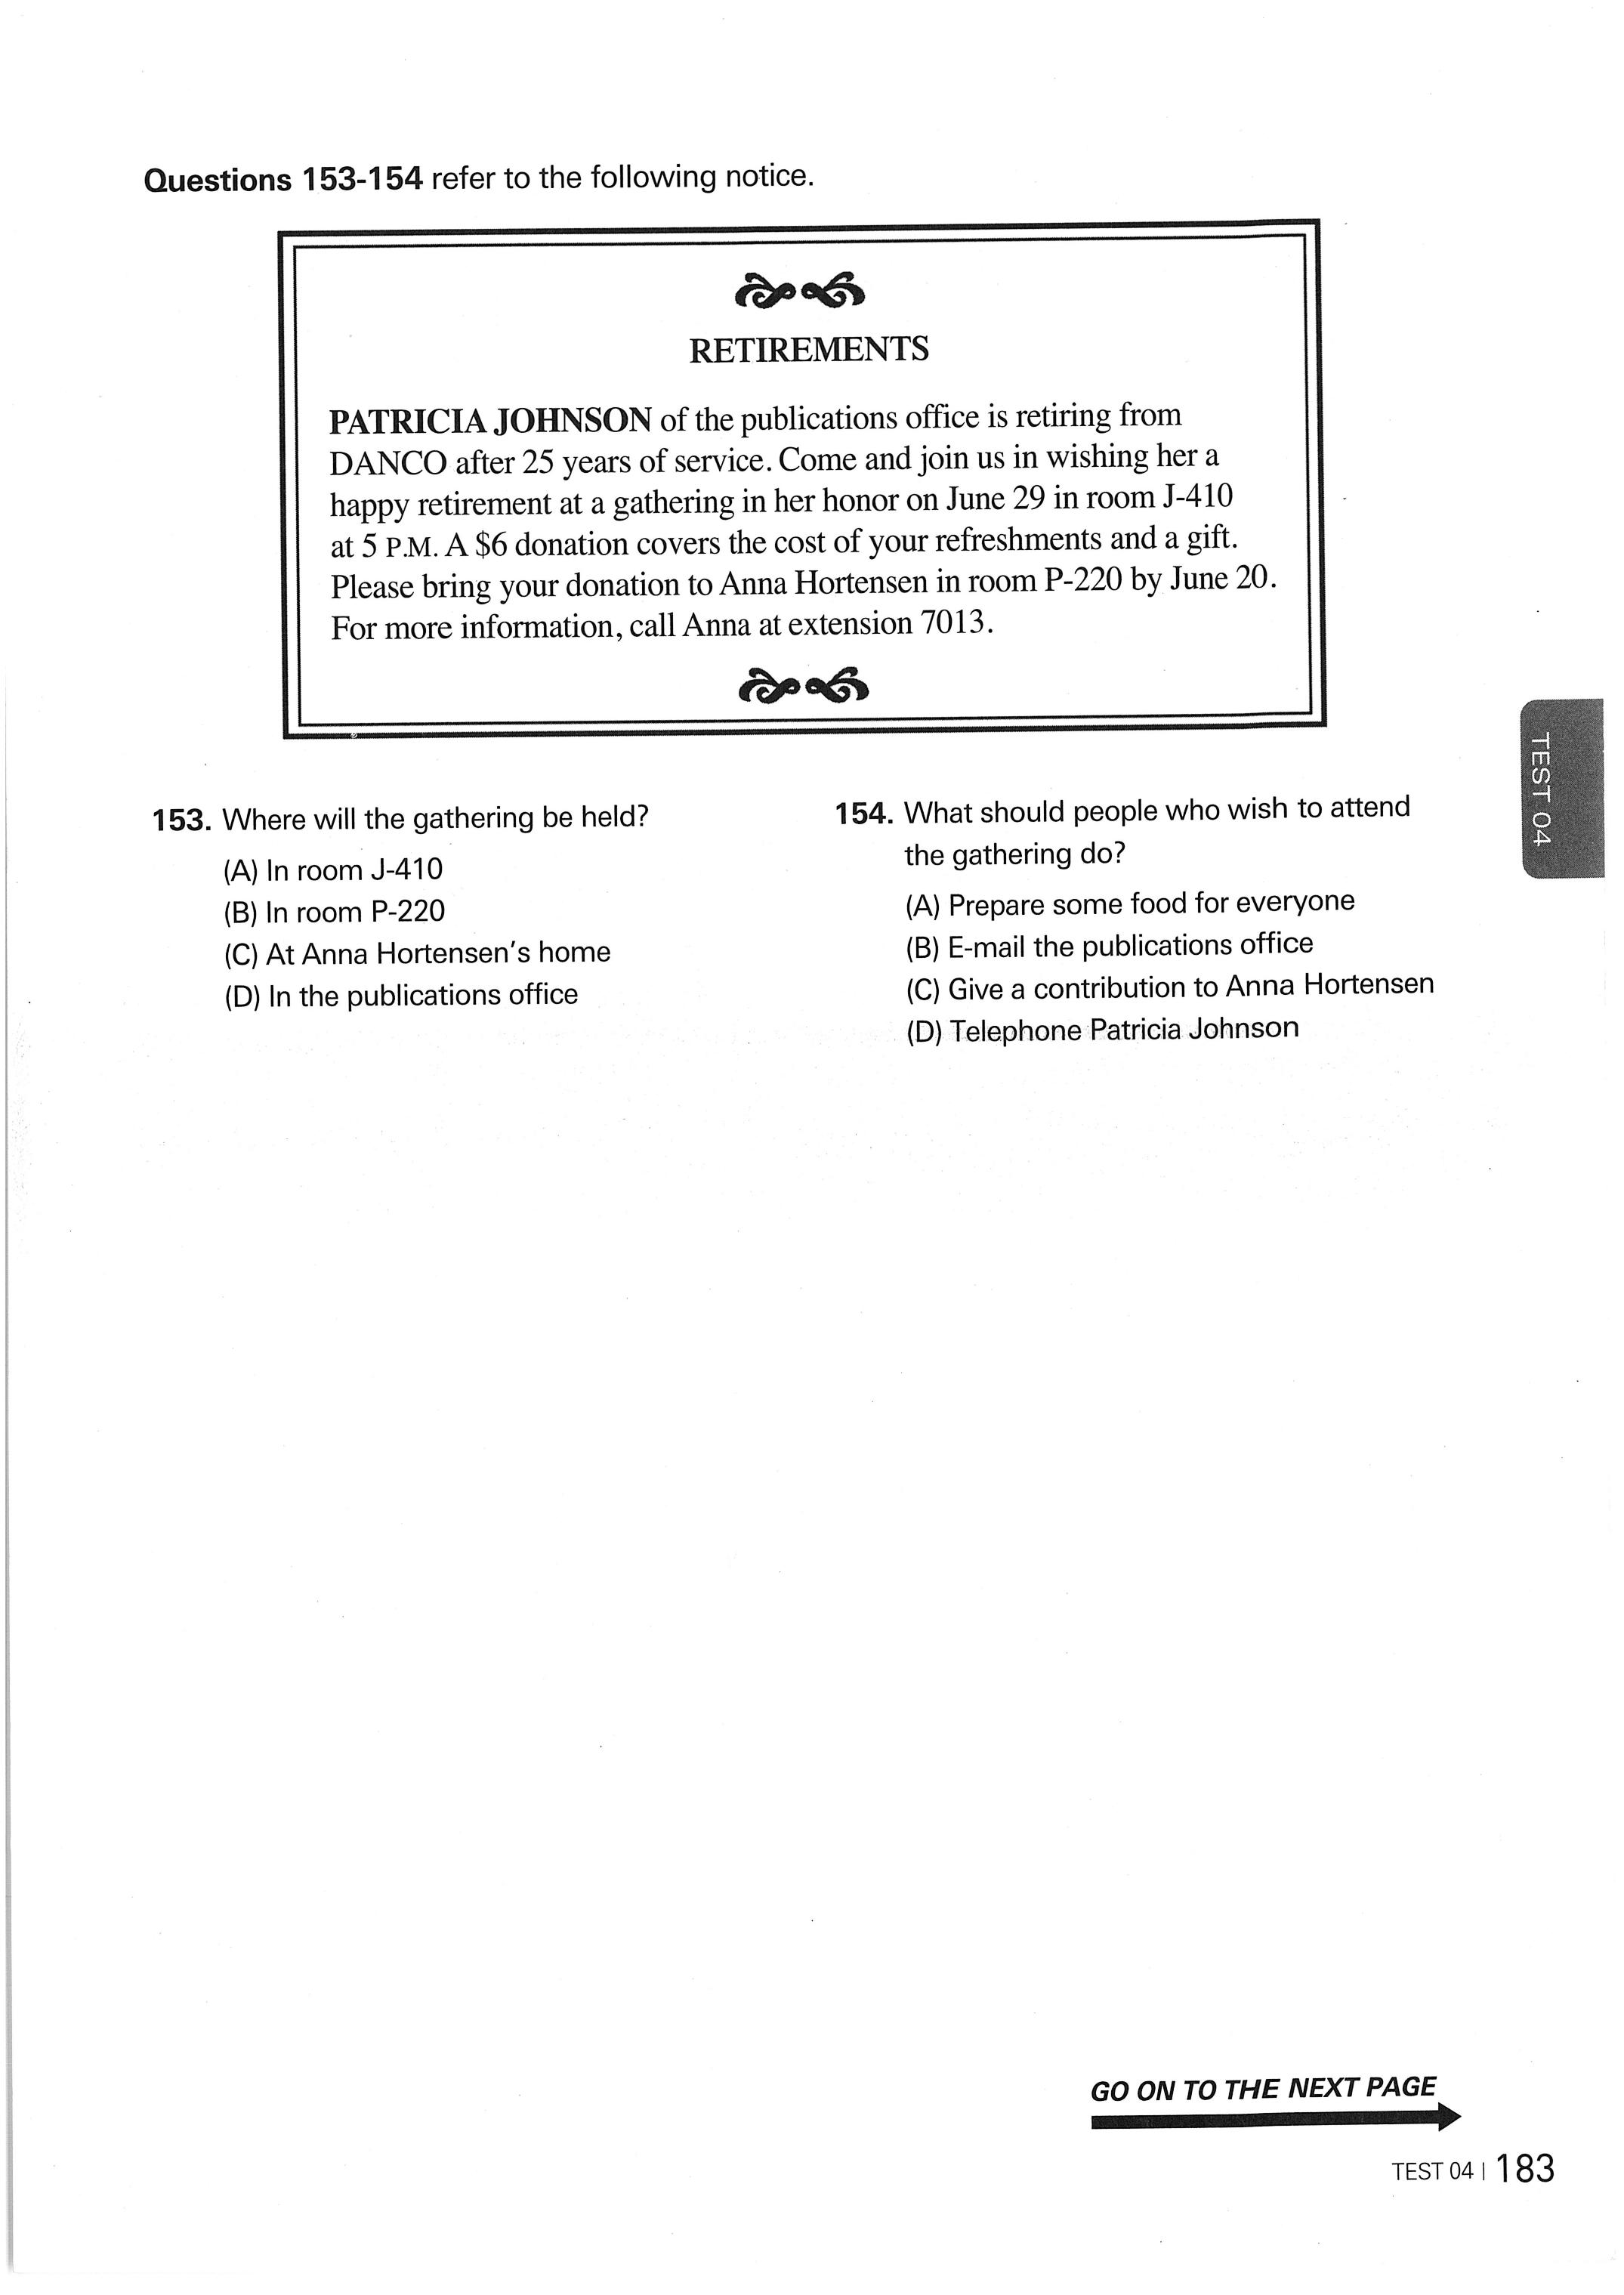 Questions 153-154 refer to the following notice.
RETIREMENTS
PATRICIA JOHNSON of the publications office is retiring from
DANCO after 25 years of service. Come and join us in wishing her a
happy retirement at a gathering in her honor on June 29 in room J-410
at 5 P.M. A $6 donation covers the cost of your refreshments and a gift.
Please bring your donation to Anna Hortensen in room P-220 by June 20.
For more information, call Anna at extension 7013.
153. Where will the gathering be held?
(A) In room J-410
(B) In room P-220
(C) At Anna Hortensen's home
(D) In the publications office
154. What should people who wish to attend
the gathering do?
(A) Prepare some food for everyone
(B) E-mail the publications office
(C) Give a contribution to Anna Hortensen
(D) Telephone Patricia Johnson
TEST 04
GO ON TO THE NEXT PAGE
TEST 04 | 183